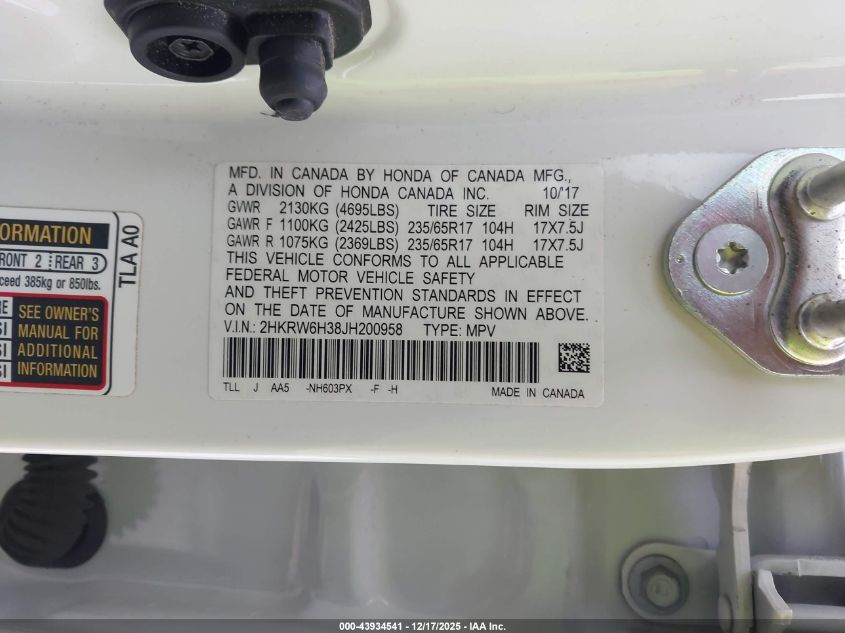 MFD. IN CANADA BY HONDA OF CANADA MFG.,
A DIVISION OF HONDA CANADA INC. 10/'17
GVWR 2130KG (4695LBS) TIRE SIZE RIM SIZE
GAWR F 1100KG (2425LBS) 235/65R17 104H 17X7.5J
GAWR R 1075KG (2369LBS) 235/65R17 104H 17X7.5J
THIS VEHICLE CONFORMS TO ALL APPLICABLE
FEDERAL MOTOR VEHICLE SAFETY
AND THEFT PREVENTION STANDARDS IN EFFECT
ON THE DATE OF MANUFACTURE SHOWN ABOVE.
V.I.N.: 2HKRW6H38JH200958 TYPE: MPV
TLL J AA5 -NH603PX -F -H MADE IN CANADA
FRONT 2 REAR 3
385kg or 850lbs.
SEE OWNER'S
MANUAL FOR
ADDITIONAL
INFORMATION
TLA A0
000-43934541 / 12/17/2025 - IAA Inc.